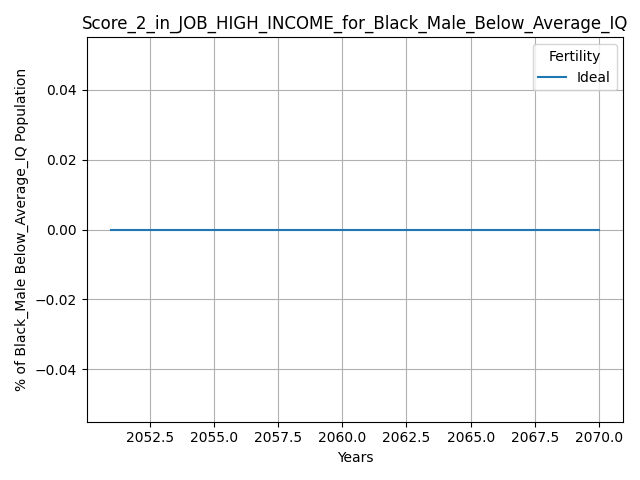 Score_2_in_JOB_HIGH_INCOME_for_Black_Male_Below_Average_IQ
Fertility
Ideal
% of Black_Male Below_Average_IQ Population
0.04
0.02
0.00
−0.02
−0.04
2052.5 2055.0 2057.5 2060.0 2062.5 2065.0 2067.5 2070.0
Years